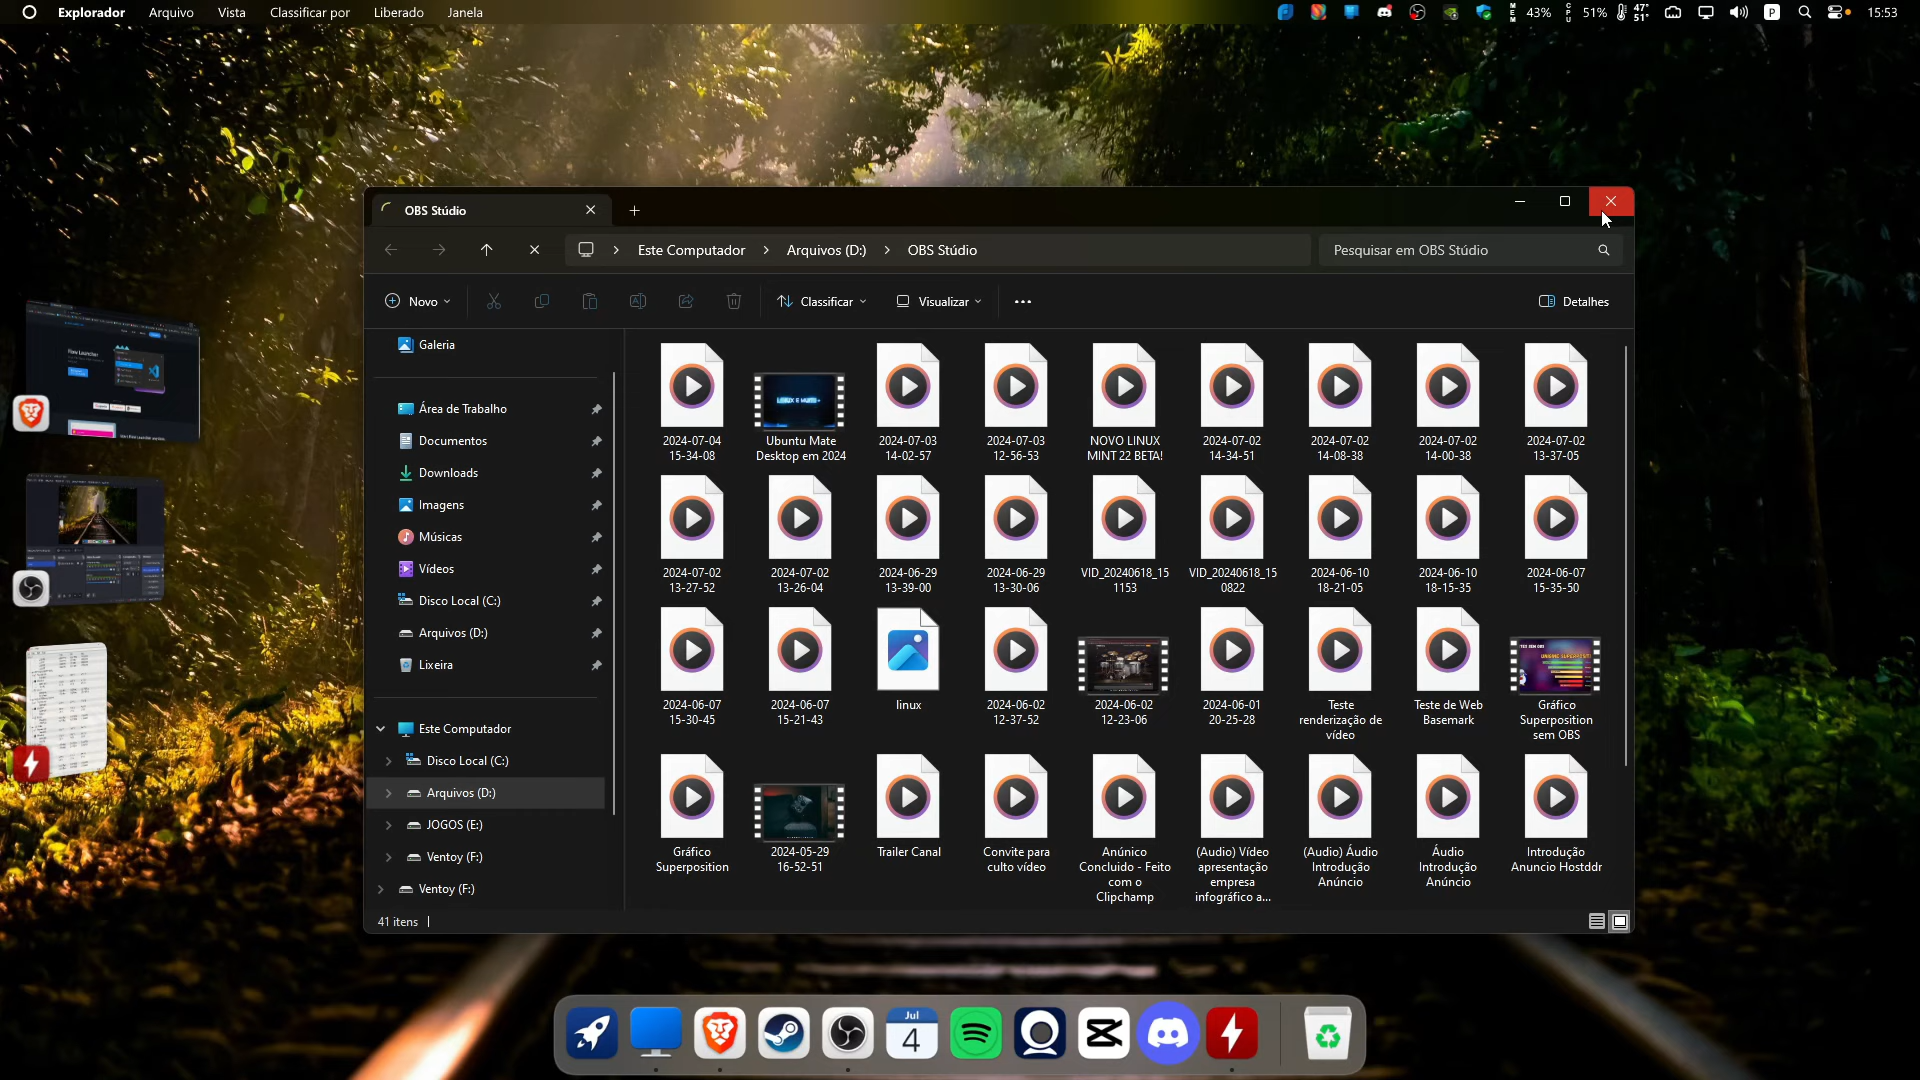 Explorador
Arquivo
Vista
Classificar por
Liberado
Janela
MEM
43%
CPU
51%
47°
51°
P
15:53
OBS Stúdio
Este Computador
Arquivos (D:)
OBS Stúdio
Pesquisar em OBS Stúdio
Novo
Classificar
Visualizar
Detalhes
Galeria
Área de Trabalho
Documentos
Downloads
Imagens
Músicas
Vídeos
Disco Local (C:)
Arquivos (D:)
Lixeira
Este Computador
Disco Local (C:)
Arquivos (D:)
JOGOS (E:)
Ventoy (F:)
Ventoy (F:)
2024-07-04
15-34-08
LINUX E MUITO +
Ubuntu Mate
Desktop em 2024
2024-07-03
14-02-57
2024-07-03
12-56-53
NOVO LINUX
MINT 22 BETA!
2024-07-02
14-34-51
2024-07-02
14-08-38
2024-07-02
14-00-38
2024-07-02
13-37-05
2024-07-02
13-27-52
2024-07-02
13-26-04
2024-06-29
13-39-00
2024-06-29
13-30-06
VID_20240618_15
1153
VID_20240618_15
0822
2024-06-10
18-21-05
2024-06-10
18-15-35
2024-06-07
15-35-50
2024-06-07
15-30-45
2024-06-07
15-21-43
linux
2024-06-02
12-37-52
2024-06-02
12-23-06
2024-06-01
20-25-28
Teste
renderização de
vídeo
Teste de Web
Basemark
Gráfico
Superposition
sem OBS
Gráfico
Superposition
2024-05-29
16-52-51
Trailer Canal
Convite para
culto vídeo
Anúnico
Concluido - Feito
com o
Clipchamp
(Audio) Vídeo
apresentação
empresa
infográfico a...
(Audio) Áudio
Introdução
Anúncio
Áudio
Introdução
Anúncio
Introdução
Anuncio Hostddr
41 itens
Jul
4